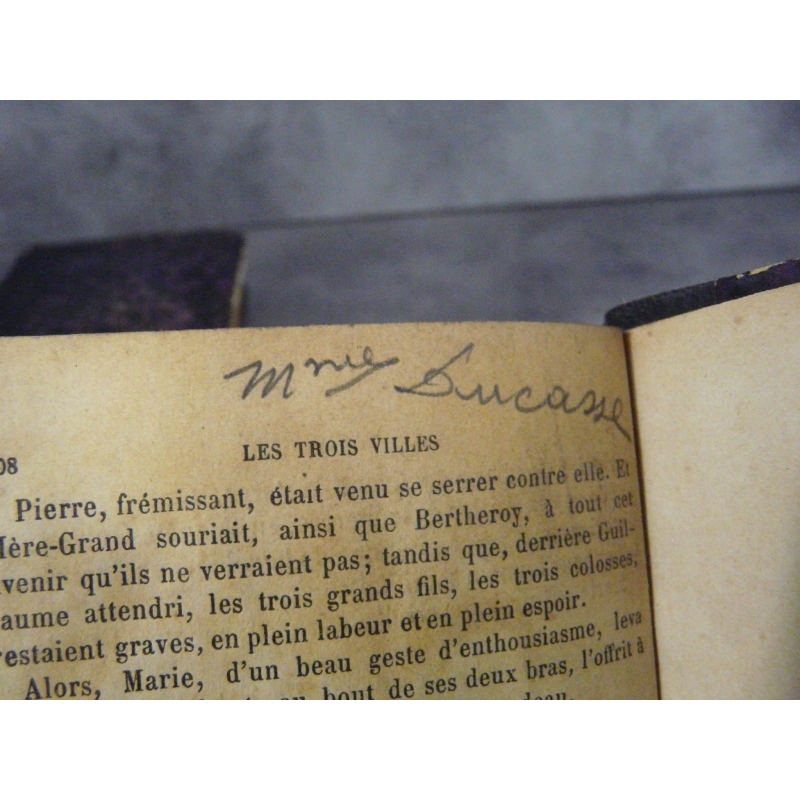 Mme Ducasse
08
LES TROIS VILLES
Pierre, frémissant, était venu se serrer contre elle. Et
lère-Grand souriait, ainsi que Bertheroy, à tout cet
venir qu'ils ne verraient pas; tandis que, derrière Guil-
aume attendri, les trois grands fils, les trois colosses,
restaient graves, en plein labeur et en plein espoir.
Alors, Marie, d'un beau geste d'enthousiasme, leva
au bout de ses deux bras, l'offrit à